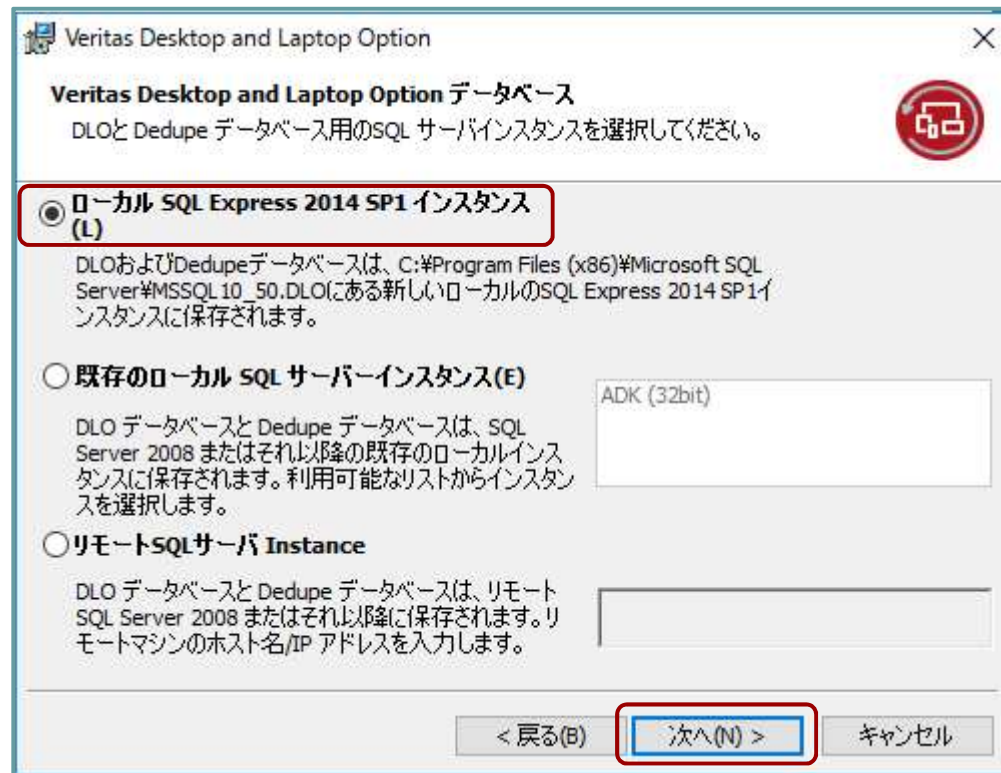 Veritas Desktop and Laptop Option
Veritas Desktop and Laptop Option データベース
DLOと Dedupe データベース用のSQL サーバインスタンスを選択してください。
ローカル SQL Express 2014 SP1 インスタンス
(L)
DLOおよびDedupeデータベースは、C:¥Program Files (x86)¥Microsoft SQL
Server¥MSSQL10_50.DLOにある新しいローカルのSQL Express 2014 SP1イ
ンスタンスに保存されます。
既存のローカル SQL サーバーインスタンス(E)
ADK (32bit)
DLO データベースと Dedupe データベースは、SQL
Server 2008 またはそれ以降の既存のローカルインス
タンスに保存されます。利用可能なリストからインスタン
スを選択します。
リモートSQLサーバ Instance
DLO データベースと Dedupe データベースは、リモート
SQL Server 2008 またはそれ以降に保存されます。リ
モートマシンのホスト名/IP アドレスを入力します。
< 戻る(B)
次へ(N) >
キャンセル